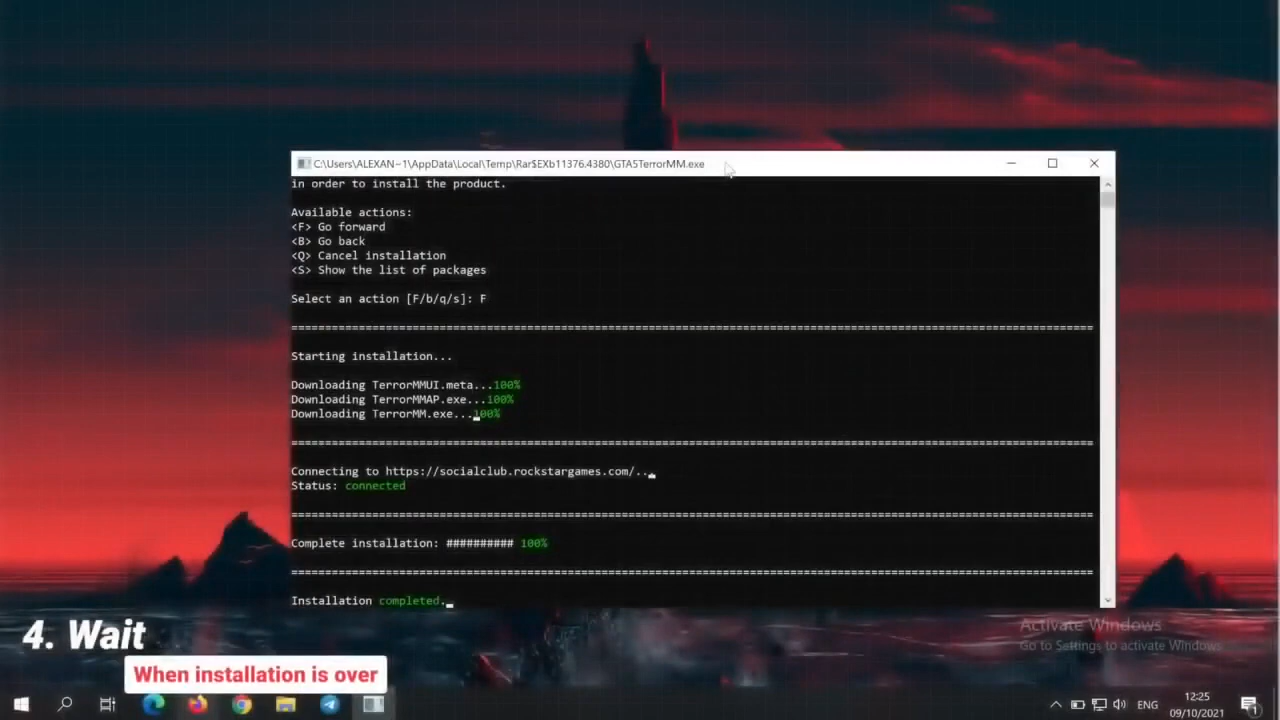 C:\Users\ALEXAN~1\AppData\Local\Temp\Rar$EXb11376.4380\GTA5TerrorMM.exe
in order to install the product.
Available actions:
<F> Go forward
<B> Go back
<Q> Cancel installation
<S> Show the list of packages
Select an action [F/b/q/s]: F
Starting installation...
Downloading TerrorMMUI.meta...100%
Downloading TerrorMMAP.exe...100%
Downloading TerrorMM.exe...100%
Connecting to https://socialclub.rockstargames.com/...
Status: connected
Complete installation: ########## 100%
Installation completed.
4. Wait
When installation is over
Activate Windows
Go to Settings to activate Windows.
ENG
12:25
09/10/2021
1